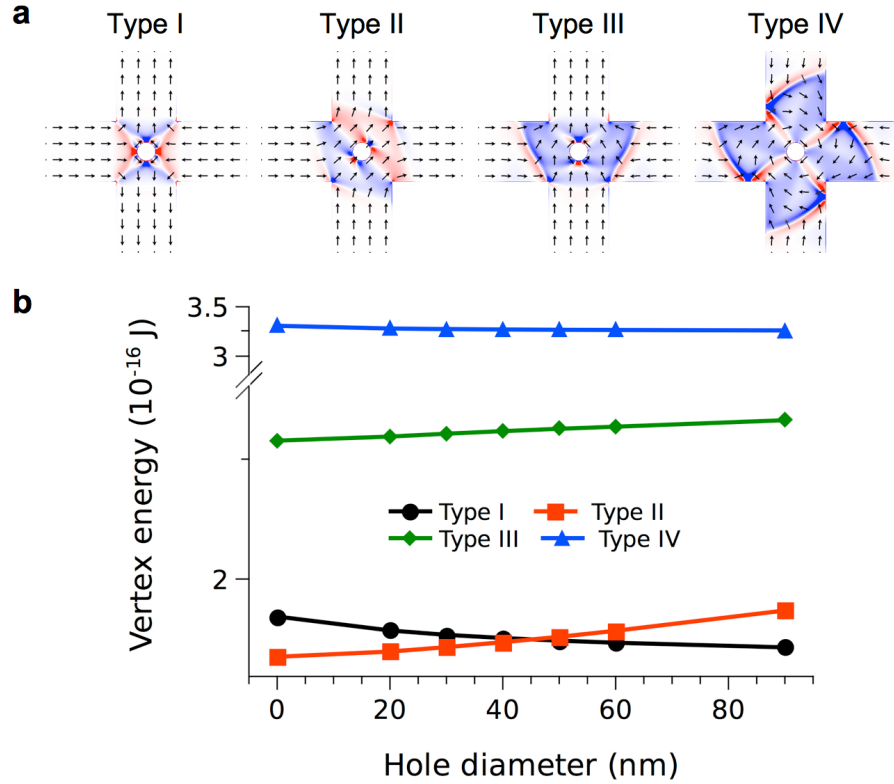 a
Type I Type II Type III Type IV
b
Vertex energy (10-16 J)
3.5
3
2
Type I Type II
Type III Type IV
0 20 40 60 80
Hole diameter (nm)